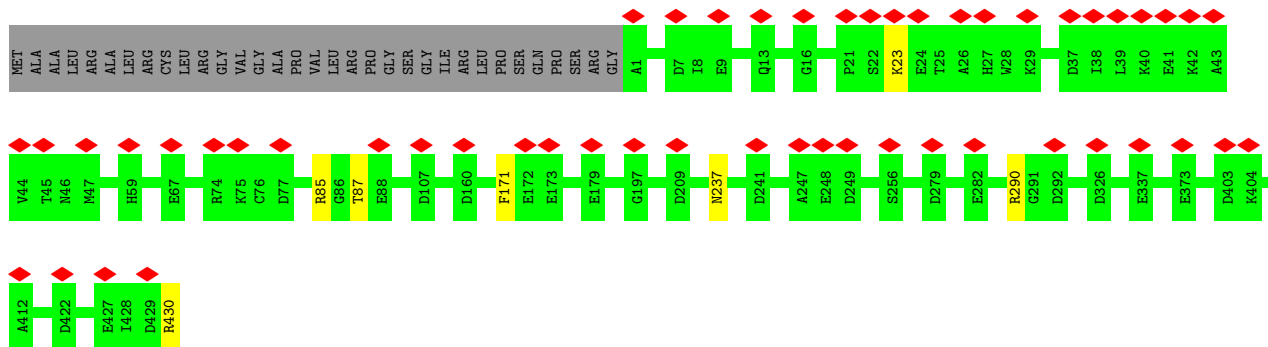 MET ALA ALA LEU ARG ALA LEU ARG CYS LEU ARG GLY VAL GLY ALA PRO VAL LEU ARG PRO GLY SER GLY ILE ARG LEU PRO SER GLN PRO SER ARG GLY A1 D7 I8 E9 Q13 G16 P21 S22 K23 E24 T25 A26 H27 W28 K29 D37 I38 L39 K40 E41 K42 A43
V44 T45 N46 M47 H59 E67 R74 K75 C76 D77 R85 G86 T87 E88 D107 D160 F171 E172 E173 E179 G197 D209 N237 D241 A247 E248 D249 S256 D279 E282 R290 G291 D292 D326 E337 E373 D403 K404
A412 D422 E427 I428 D429 R430